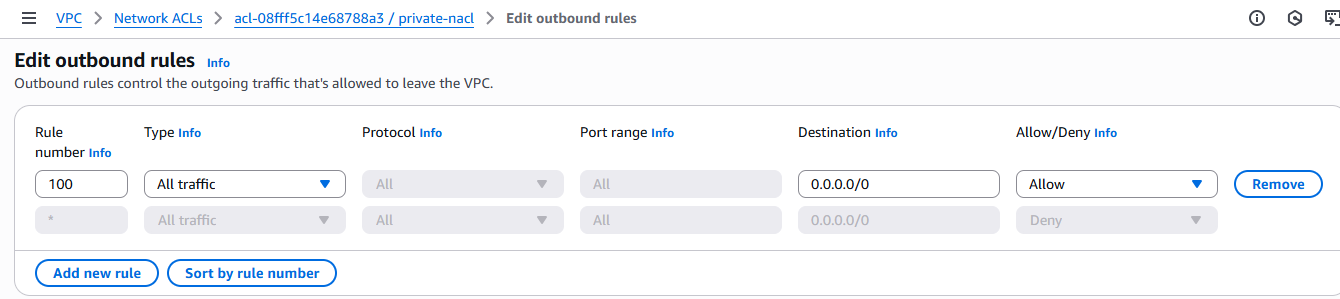 VPC > Network ACLs > acl-08fff5c14e68788a3 / private-nacl > Edit outbound rules
Edit outbound rules Info
Outbound rules control the outgoing traffic that's allowed to leave the VPC.
Rule number Info Type Info Protocol Info Port range Info Destination Info Allow/Deny Info
100 All traffic All All 0.0.0.0/0 Allow Remove
* All traffic All All 0.0.0.0/0 Deny
Add new rule Sort by rule number